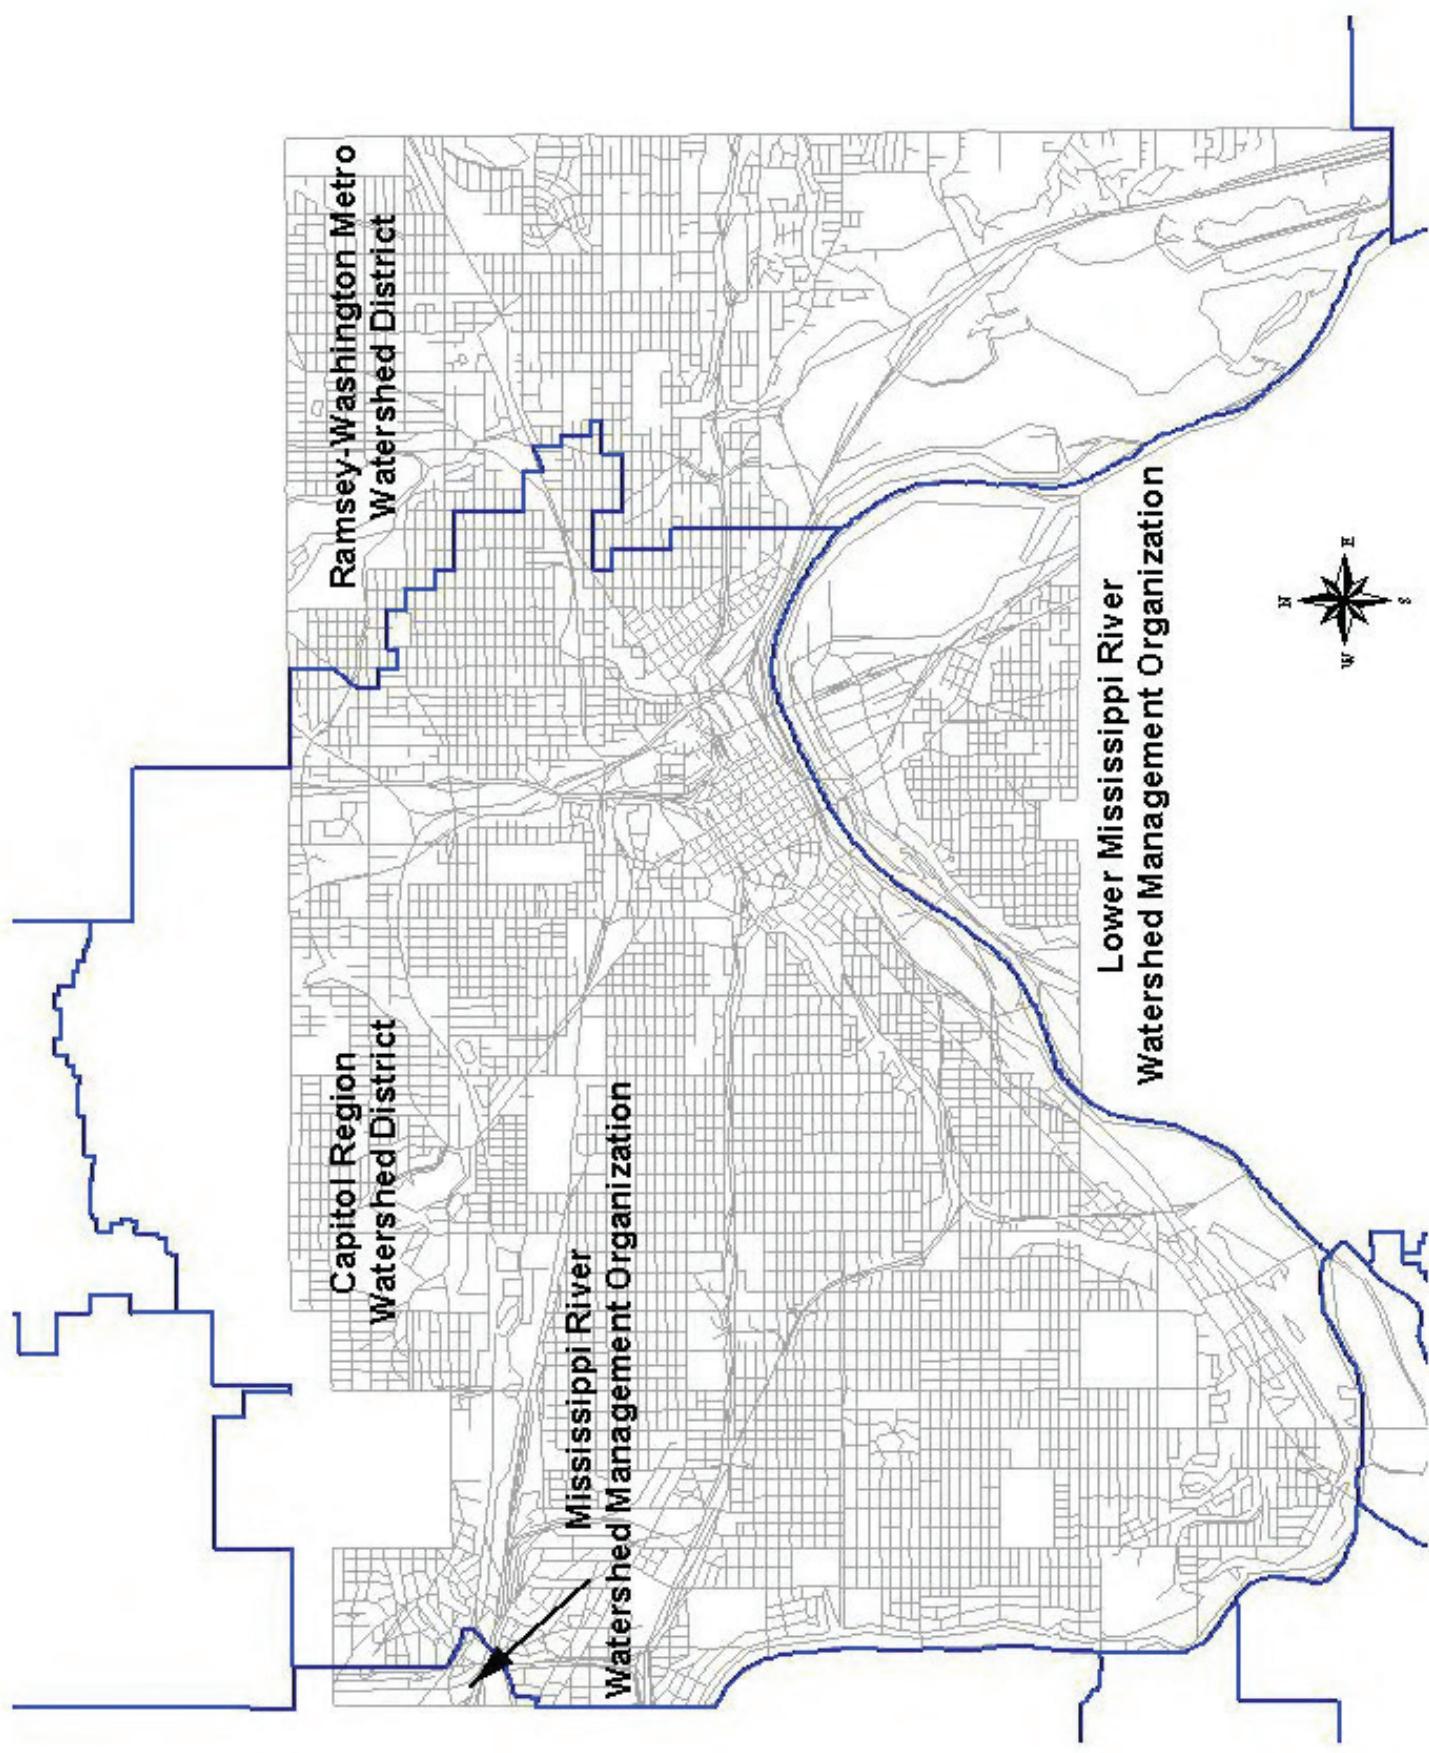 Ramsey-Washington Metro
Watershed District
Capitol Region
Watershed District
Mississippi River
Watershed Management Organization
Lower Mississippi River
Watershed Management Organization
N
W
E
S